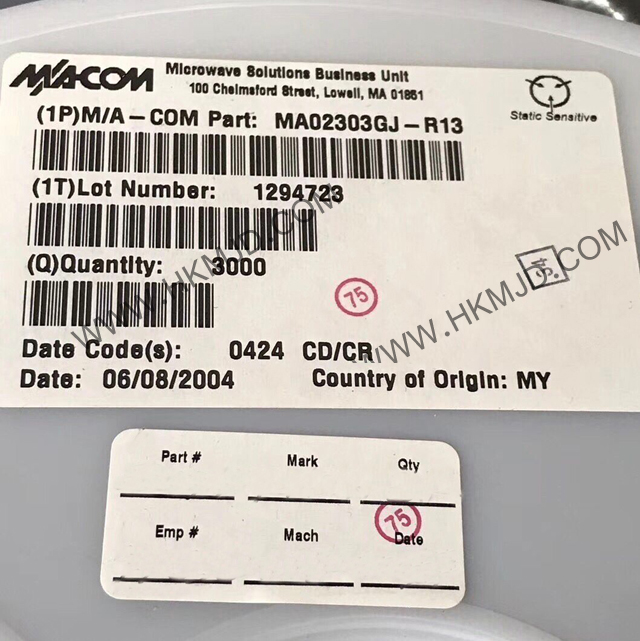 M/A-COM Microwave Solutions Business Unit
100 Chelmsford Street, Lowell, MA 01851
Static Sensitive
(1P)M/A-COM Part: MA02303GJ-R13
(1T)Lot Number: 1294723
(Q)Quantity: 3000
75
Date Code(s): 0424 CD/CR
Date: 06/08/2004 Country of Origin: MY
WWW.HKMJD.COM
WWW.HKMJD.COM
Part # Mark Qty
75
Emp # Mach Date